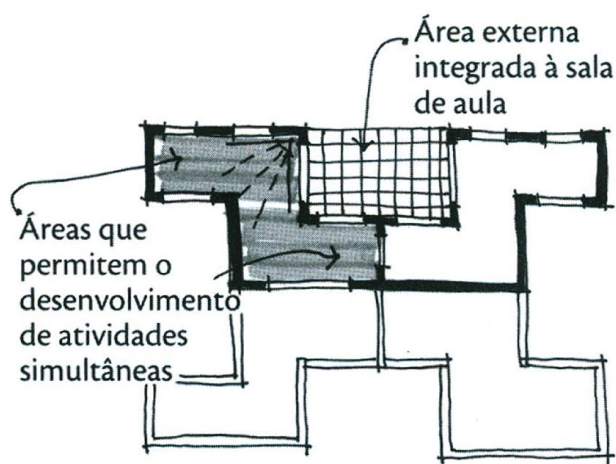 Área externa
integrada à sala
de aula
Áreas que
permitem o
desenvolvimento
de atividades
simultâneas